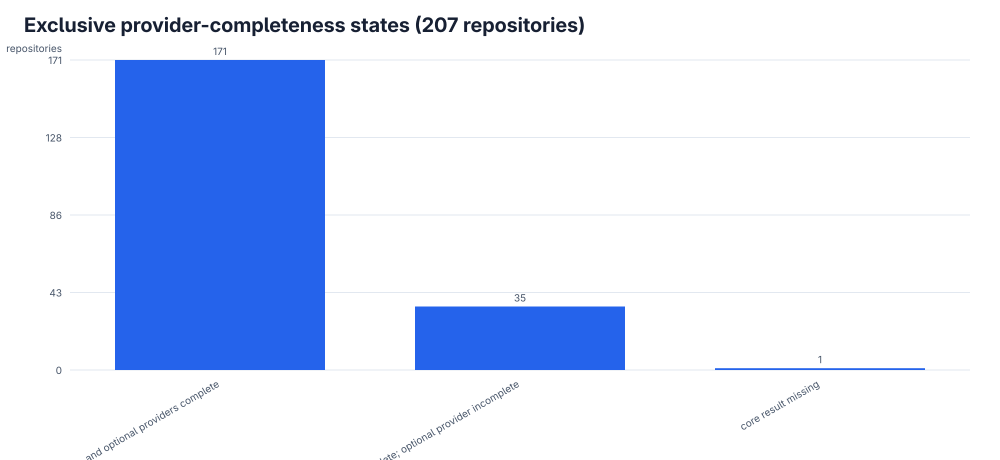 Exclusive provider-completeness states (207 repositories)
repositories
171
171
128
86
43
35
1
0
and optional providers complete
optional provider incomplete
core result missing